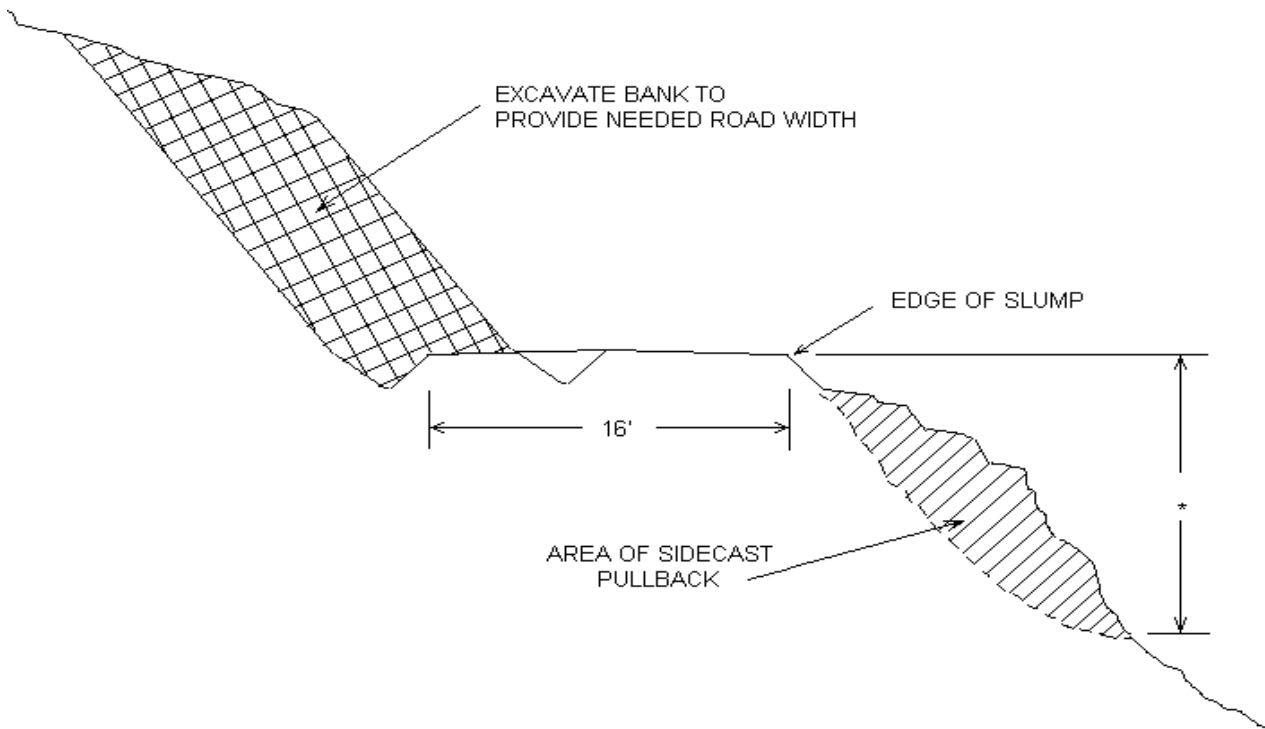 EXCAVATE BANK TO
PROVIDE NEEDED ROAD WIDTH
EDGE OF SLUMP
16'
*
AREA OF SIDECAST
PULLBACK